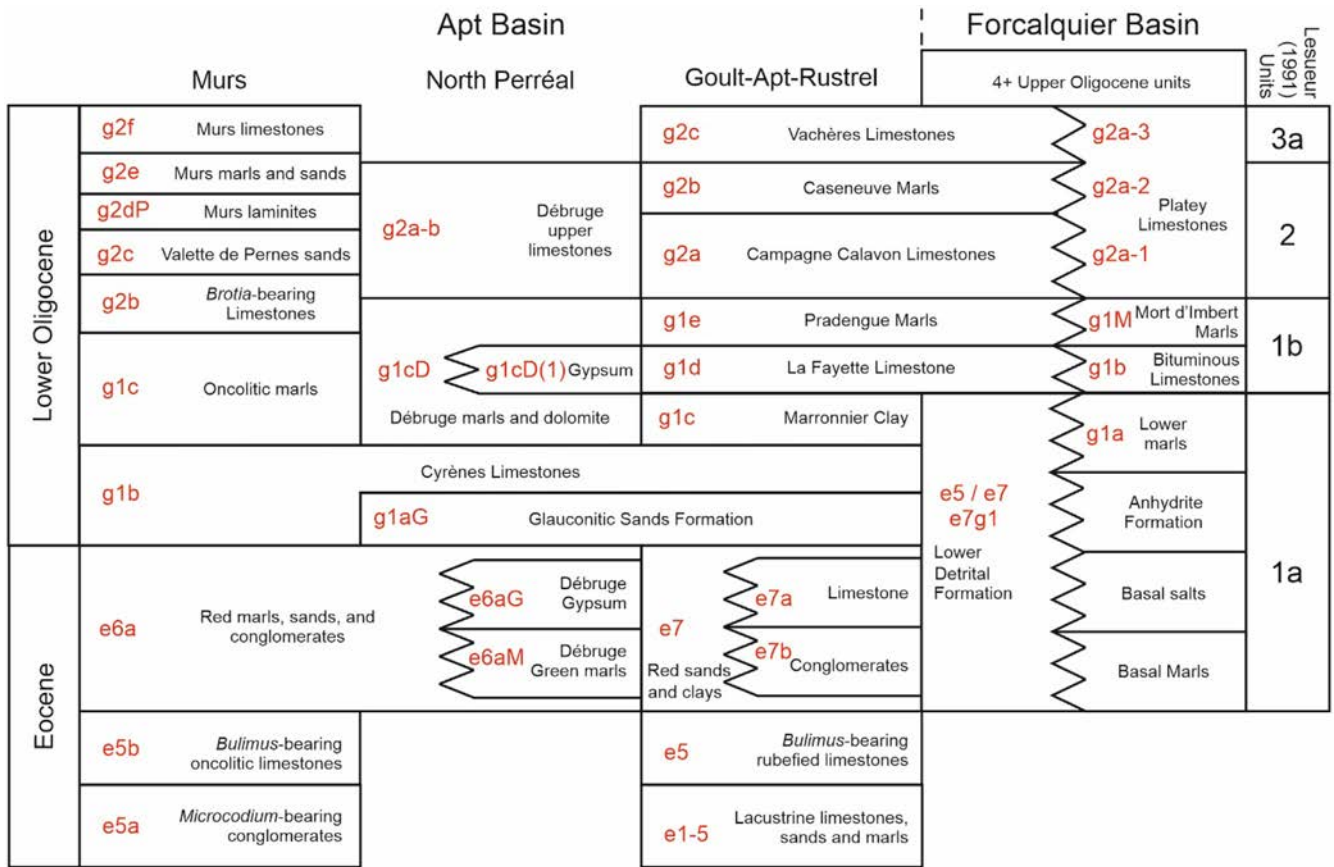 Apt Basin
Forcalquier Basin
Lesueur
(1991)
Units
Murs
North Perréal
Goult-Apt-Rustrel
4+ Upper Oligocene units
Lower Oligocene
g2f Murs limestones
g2c Vachères Limestones
g2a-3
3a
g2e Murs marls and sands
g2dP Murs laminites
g2c Valette de Pernes sands
g2b Brotia-bearing
Limestones
g2a-b Débruge
upper
limestones
g2b Caseneuve Marls
g2a Campagne Calavon Limestones
g2a-2
Platey
Limestones
g2a-1
2
g1c Oncolitic marls
g1cD
g1cD(1) Gypsum
Débruge marls and dolomite
g1e Pradengue Marls
g1d La Fayette Limestone
g1c Marronnier Clay
g1M Mort d’Imbert
Marls
g1b Bituminous
Limestones
1b
g1b
Cyrènes Limestones
g1aG Glauconitic Sands Formation
e5 / e7
e7g1
Lower
Detrital
Formation
g1a Lower
marls
Anhydrite
Formation
Basal salts
Basal Marls
1a
Eocene
e6a Red marls, sands, and
conglomerates
e6aG Débruge
Gypsum
e6aM Débruge
Green marls
e7
Red sands
and clays
e7a Limestone
e7b Conglomerates
e5b Bulimus-bearing
oncolitic limestones
e5 Bulimus-bearing
rubefied limestones
e5a Microcodium-bearing
conglomerates
e1-5 Lacustrine limestones,
sands and marls